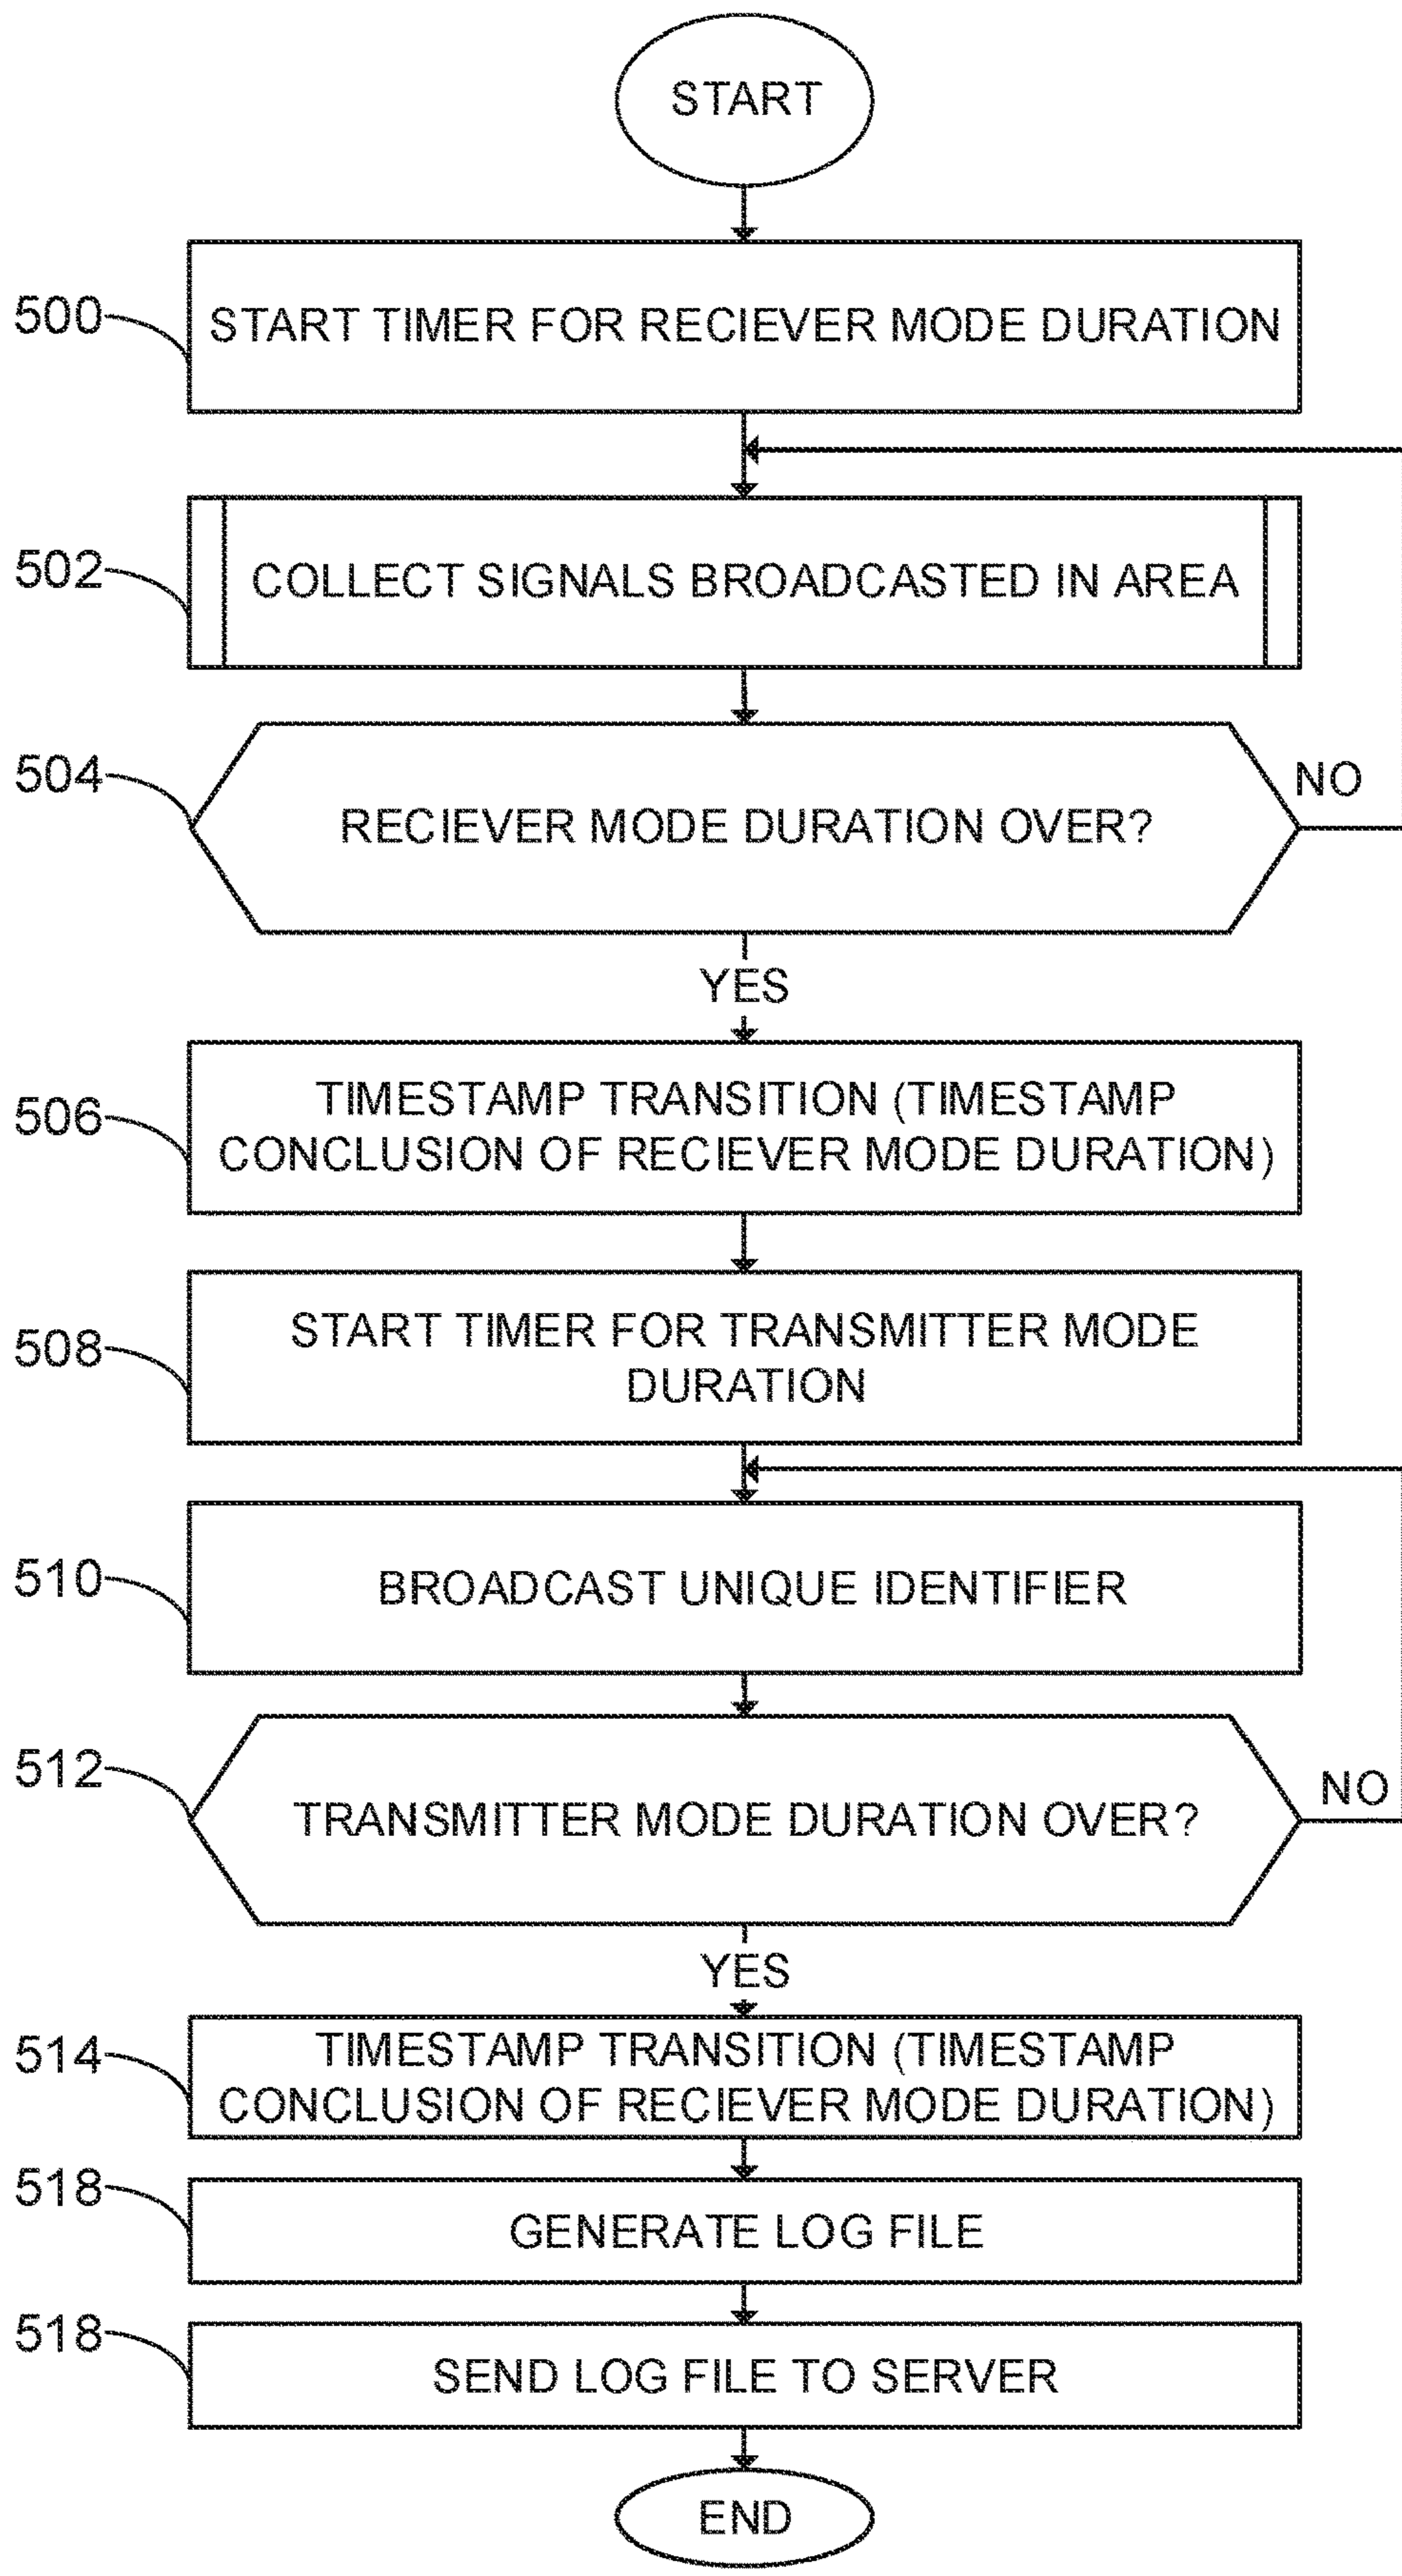 START
500
START TIMER FOR RECIEVER MODE DURATION
502
COLLECT SIGNALS BROADCASTED IN AREA
504
RECIEVER MODE DURATION OVER?
NO
YES
506
TIMESTAMP TRANSITION (TIMESTAMP
CONCLUSION OF RECIEVER MODE DURATION)
508
START TIMER FOR TRANSMITTER MODE
DURATION
510
BROADCAST UNIQUE IDENTIFIER
512
TRANSMITTER MODE DURATION OVER?
NO
YES
514
TIMESTAMP TRANSITION (TIMESTAMP
CONCLUSION OF RECIEVER MODE DURATION)
518
GENERATE LOG FILE
518
SEND LOG FILE TO SERVER
END